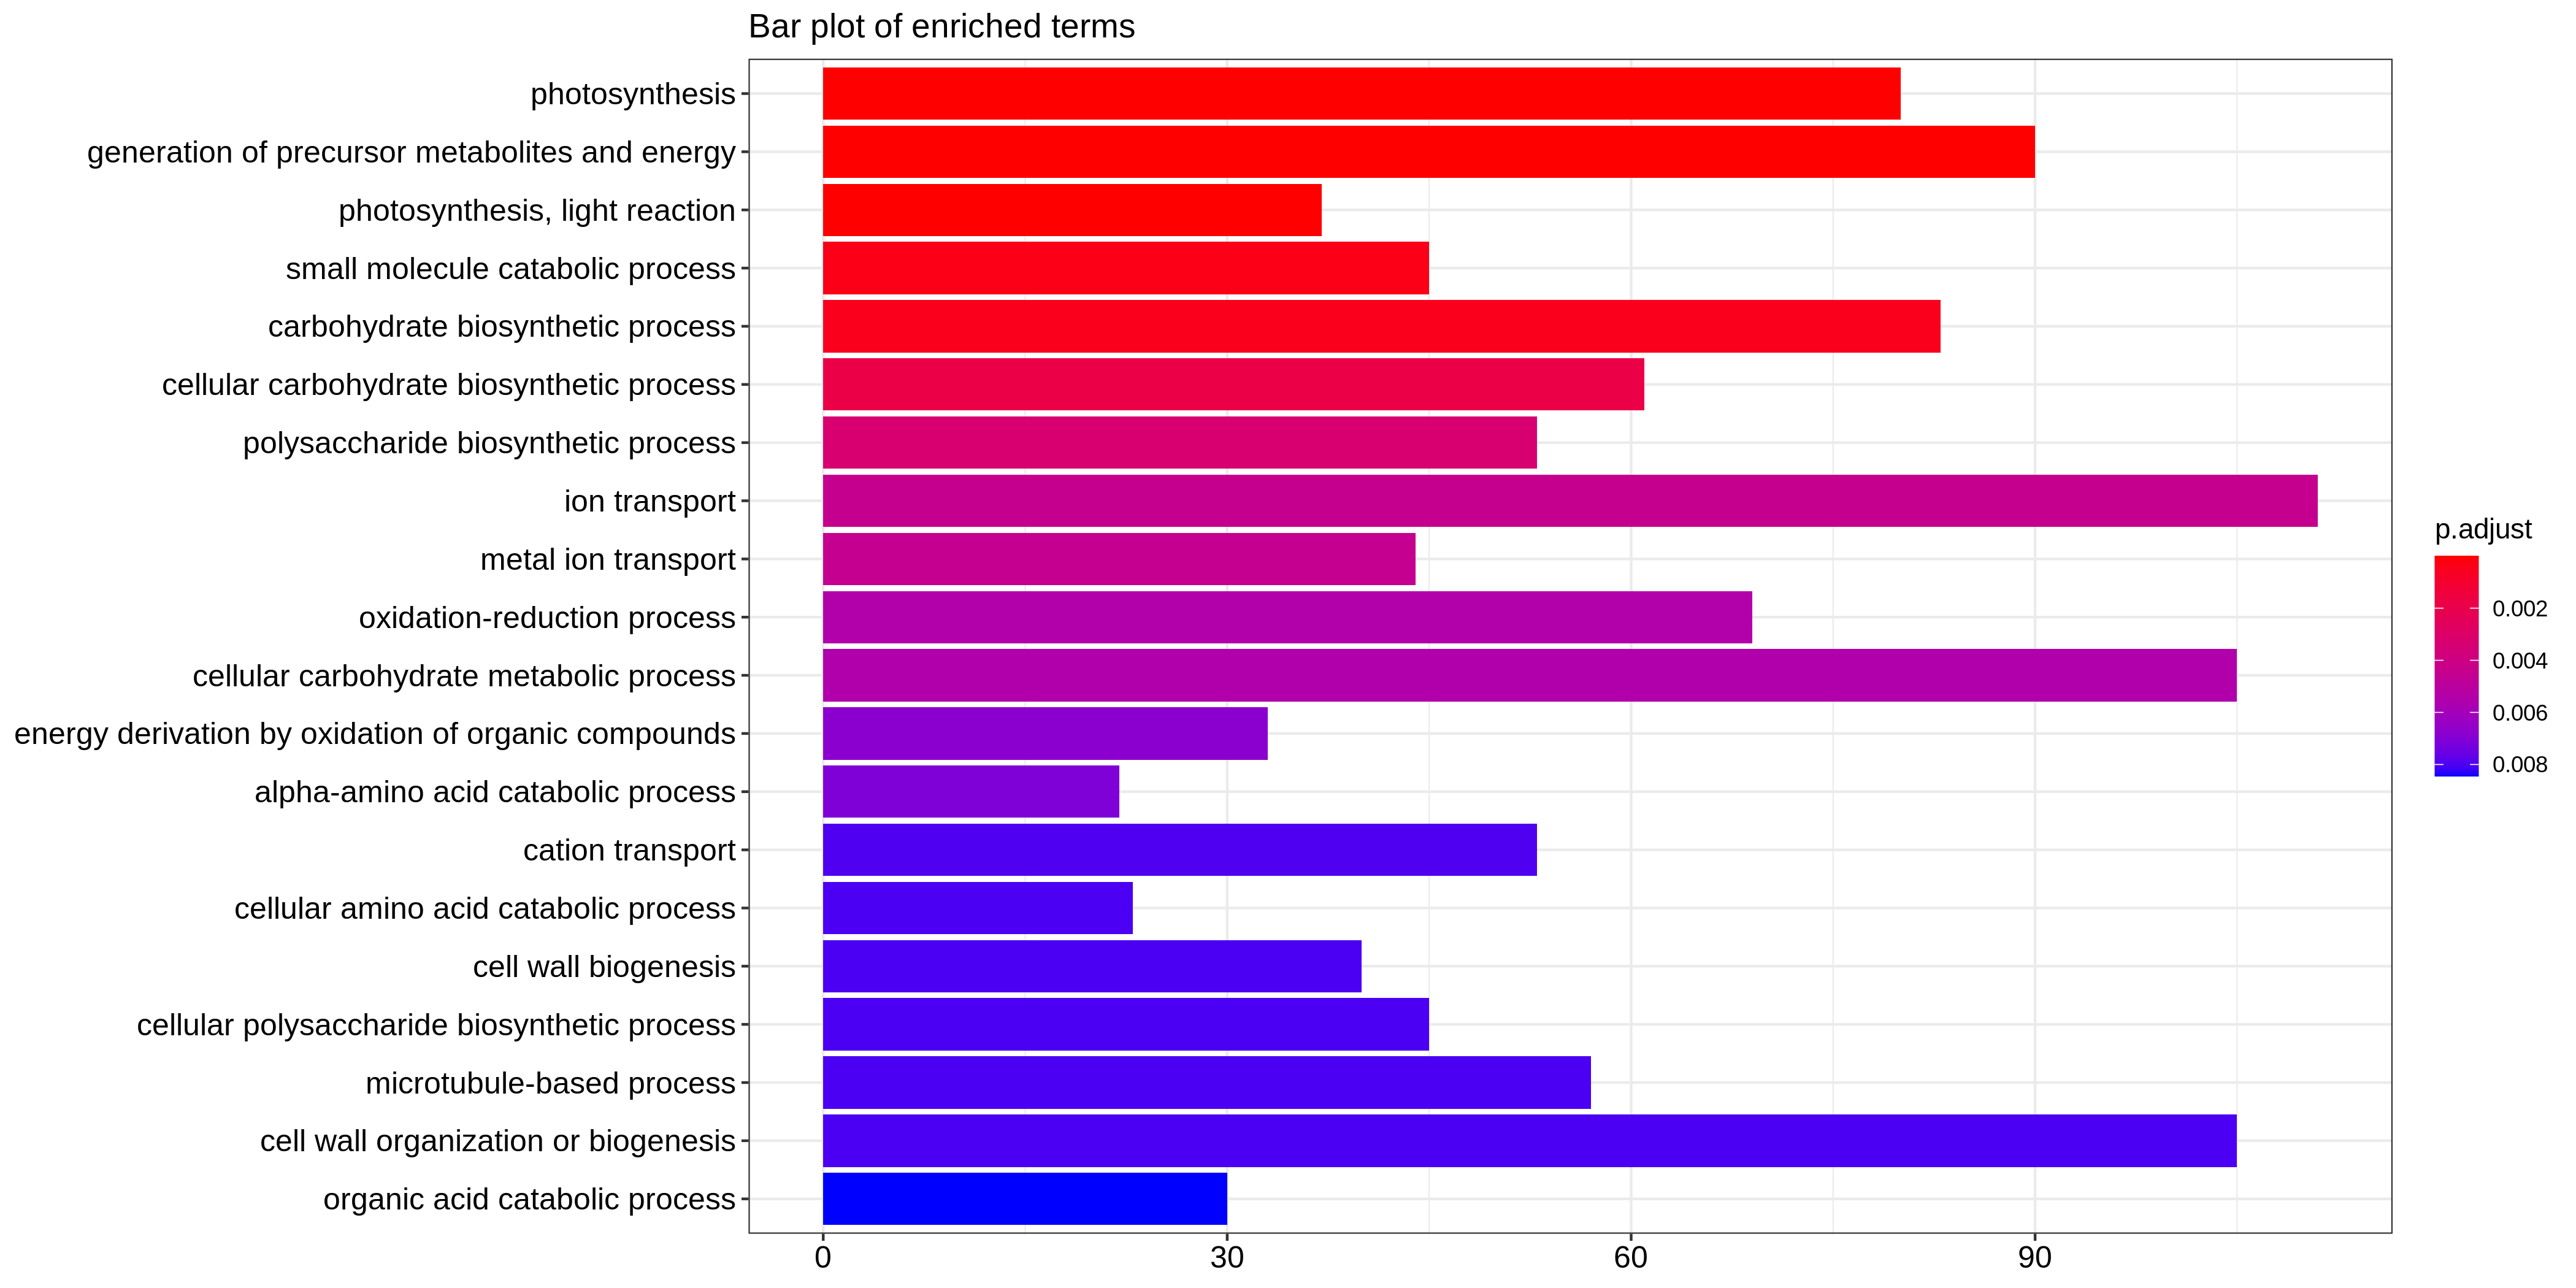 Bar plot of enriched terms
photosynthesis
generation of precursor metabolites and energy
photosynthesis, light reaction
small molecule catabolic process
carbohydrate biosynthetic process
cellular carbohydrate biosynthetic process
polysaccharide biosynthetic process
ion transport
metal ion transport
oxidation-reduction process
cellular carbohydrate metabolic process
energy derivation by oxidation of organic compounds
alpha-amino acid catabolic process
cation transport
cellular amino acid catabolic process
cell wall biogenesis
cellular polysaccharide biosynthetic process
microtubule-based process
cell wall organization or biogenesis
organic acid catabolic process
0 30 60 90
p.adjust
0.002
0.004
0.006
0.008